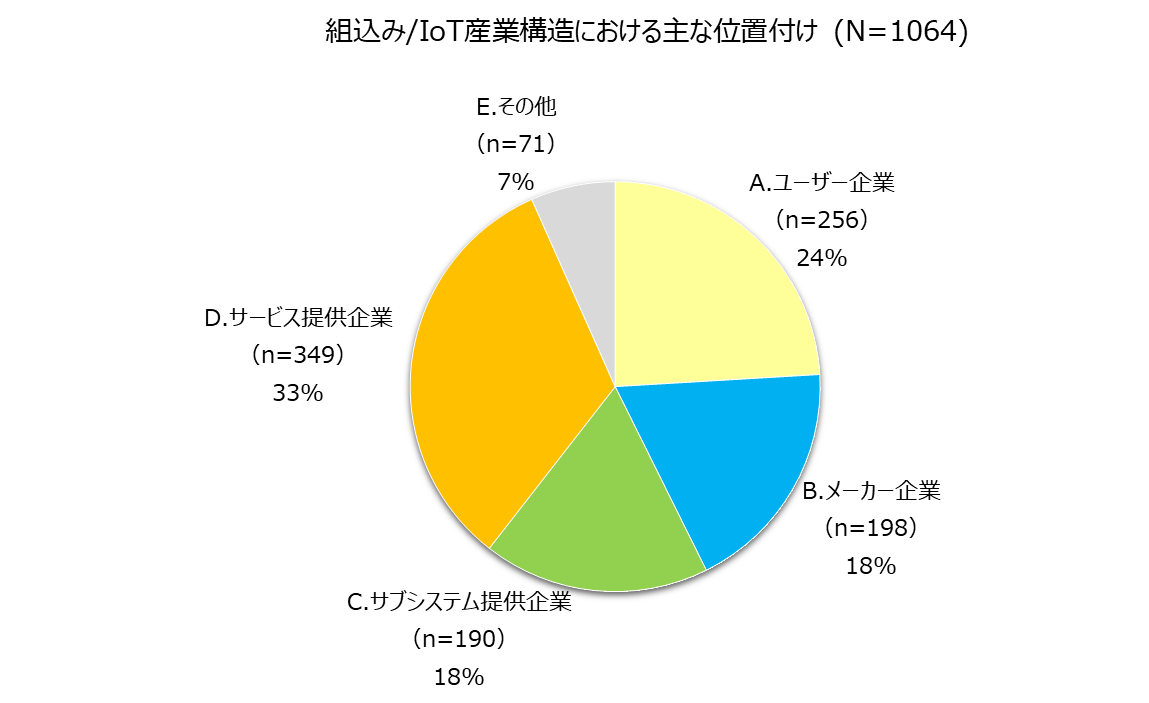 組込み/IoT産業構造における主な位置付け (N=1064)
E.その他
（n=71）
7%
A.ユーザー企業
（n=256）
24%
D.サービス提供企業
（n=349）
33%
B.メーカー企業
（n=198）
18%
C.サブシステム提供企業
（n=190）
18%